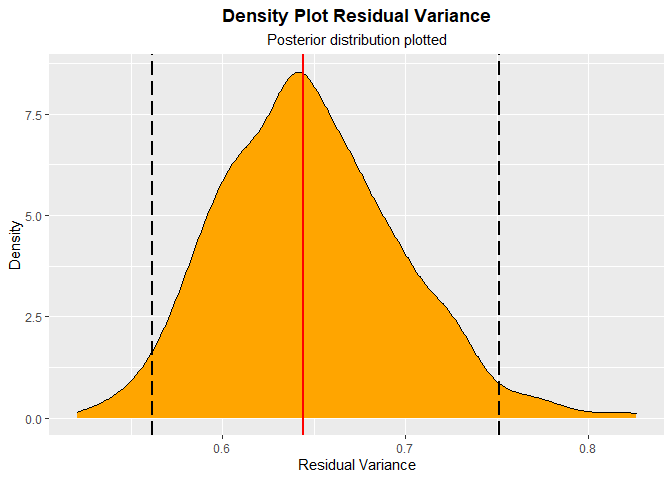 Density Plot Residual Variance
Posterior distribution plotted
7.5
5.0
2.5
0.0
Density
0.6 0.7 0.8
Residual Variance